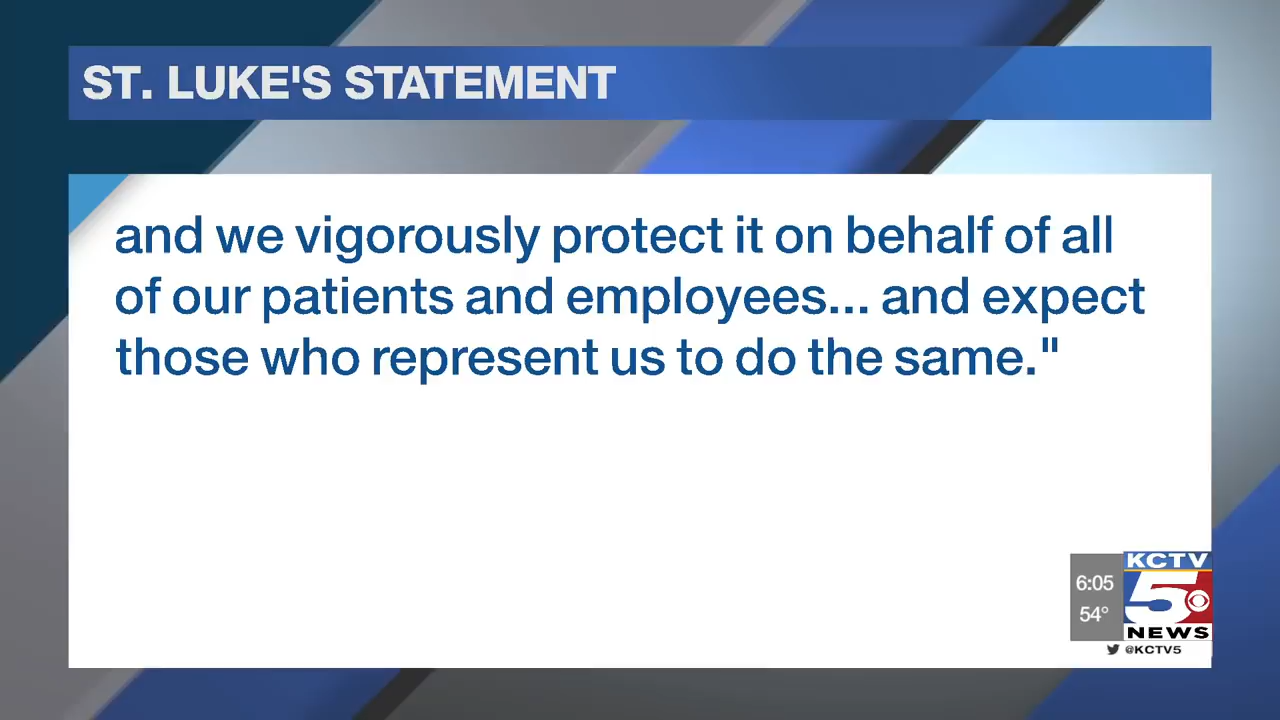 ST. LUKE'S STATEMENT
and we vigorously protect it on behalf of all
of our patients and employees... and expect
those who represent us to do the same."
6:05
54°
KCTV
5
NEWS
@KCTV5